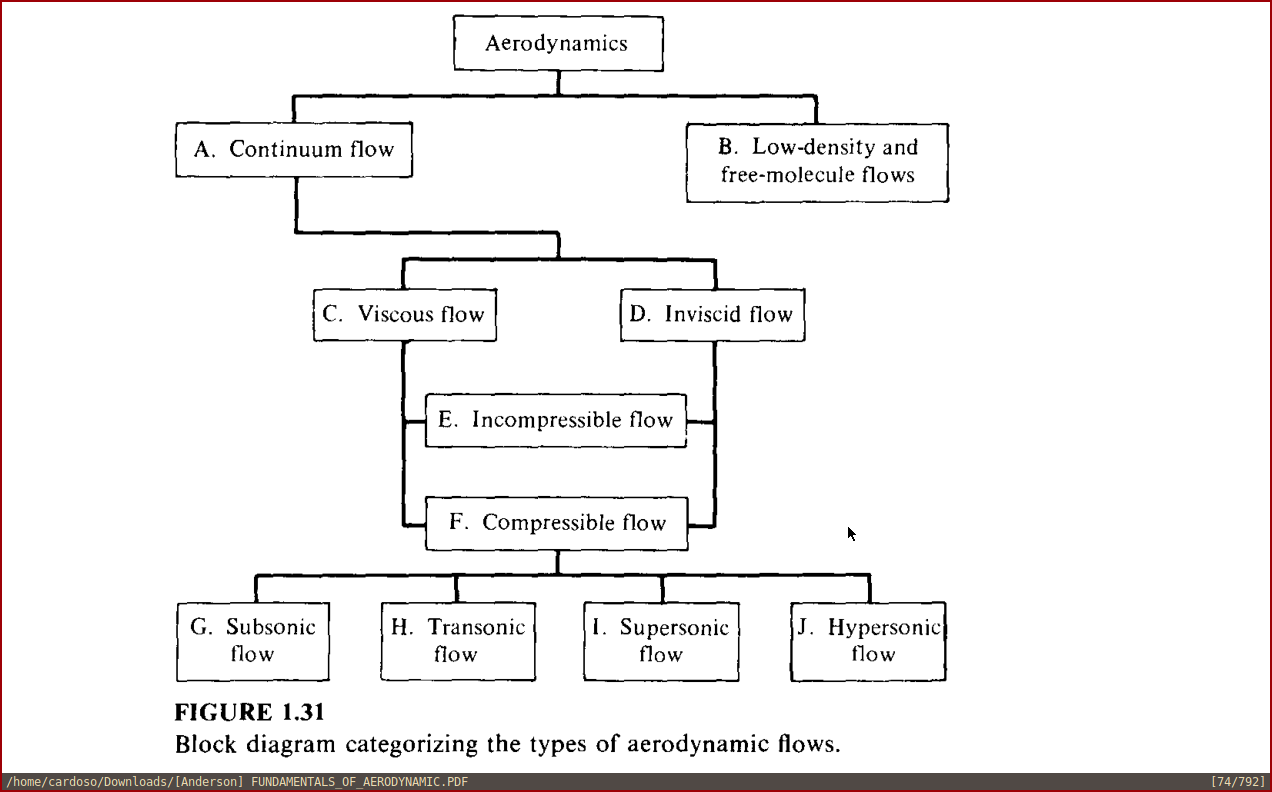 Aerodynamics
A. Continuum flow
B. Low-density and
free-molecule flows
C. Viscous flow
D. Inviscid flow
E. Incompressible flow
F. Compressible flow
G. Subsonic
flow
H. Transonic
flow
I. Supersonic
flow
J. Hypersonic
flow
FIGURE 1.31
Block diagram categorizing the types of aerodynamic flows.
/home/cardoso/Downloads/[Anderson] FUNDAMENTALS_OF_AERODYNAMIC.PDF
[74/792]